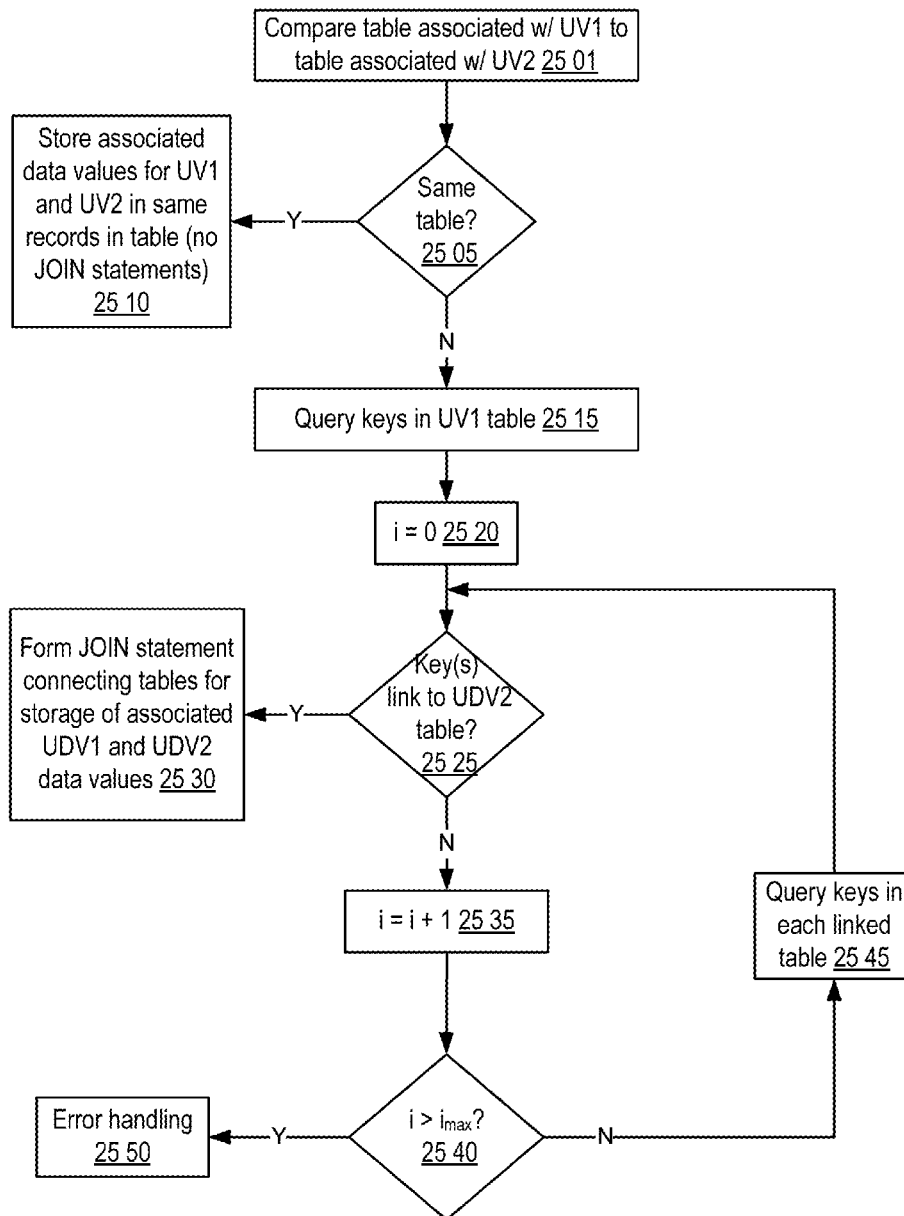 Compare table associated w/ UV1 to
table associated w/ UV2 25 01
Store associated
data values for UV1
and UV2 in same
records in table (no
JOIN statements)
25 10
Y
Same
table?
25 05
N
Query keys in UV1 table 25 15
i = 0 25 20
Form JOIN statement
connecting tables for
storage of associated
UDV1 and UDV2
data values 25 30
Y
Key(s)
link to UDV2
table?
25 25
N
i = i + 1 25 35
Query keys in
each linked
table 25 45
Error handling
25 50
Y
i > imax?
25 40
N